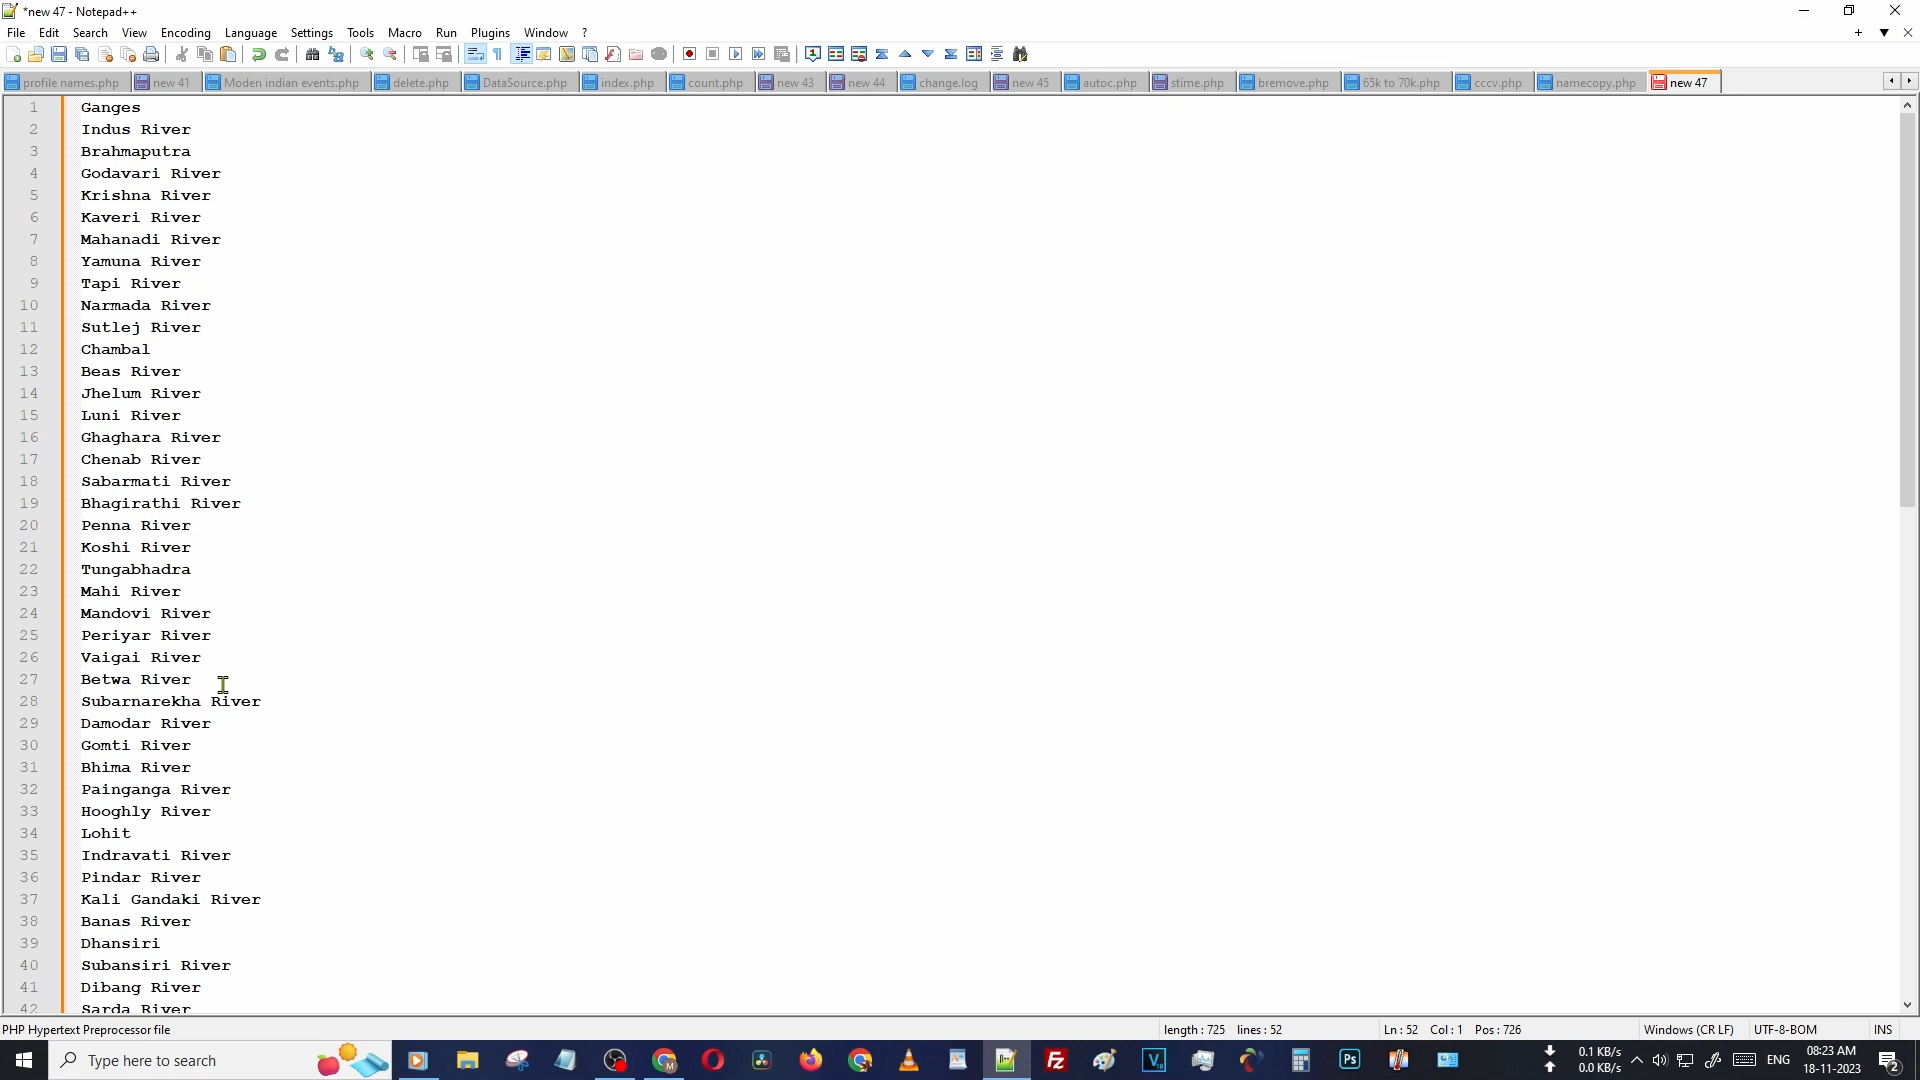 *new 47 - Notepad++
File Edit Search View Encoding Language Settings Tools Macro Run Plugins Window ?
profile names.php new 41 Moden indian events.php delete.php DataSource.php index.php count.php new 43 new 44 change.log new 45 autoc.php stime.php bremove.php 65k to 70k.php cccv.php namecopy.php new 47
1 Ganges
2 Indus River
3 Brahmaputra
4 Godavari River
5 Krishna River
6 Kaveri River
7 Mahanadi River
8 Yamuna River
9 Tapi River
10 Narmada River
11 Sutlej River
12 Chambal
13 Beas River
14 Jhelum River
15 Luni River
16 Ghaghara River
17 Chenab River
18 Sabarmati River
19 Bhagirathi River
20 Penna River
21 Koshi River
22 Tungabhadra
23 Mahi River
24 Mandovi River
25 Periyar River
26 Vaigai River
27 Betwa River
28 Subarnarekha River
29 Damodar River
30 Gomti River
31 Bhima River
32 Painganga River
33 Hooghly River
34 Lohit
35 Indravati River
36 Pindar River
37 Kali Gandaki River
38 Banas River
39 Dhansiri
40 Subansiri River
41 Dibang River
42 Sarda River
PHP Hypertext Preprocessor file length : 725 lines : 52 Ln : 52 Col : 1 Pos : 726 Windows (CR LF) UTF-8-BOM INS
Type here to search 0.1 KB/s ENG 08:23 AM
0.0 KB/s 18-11-2023 2